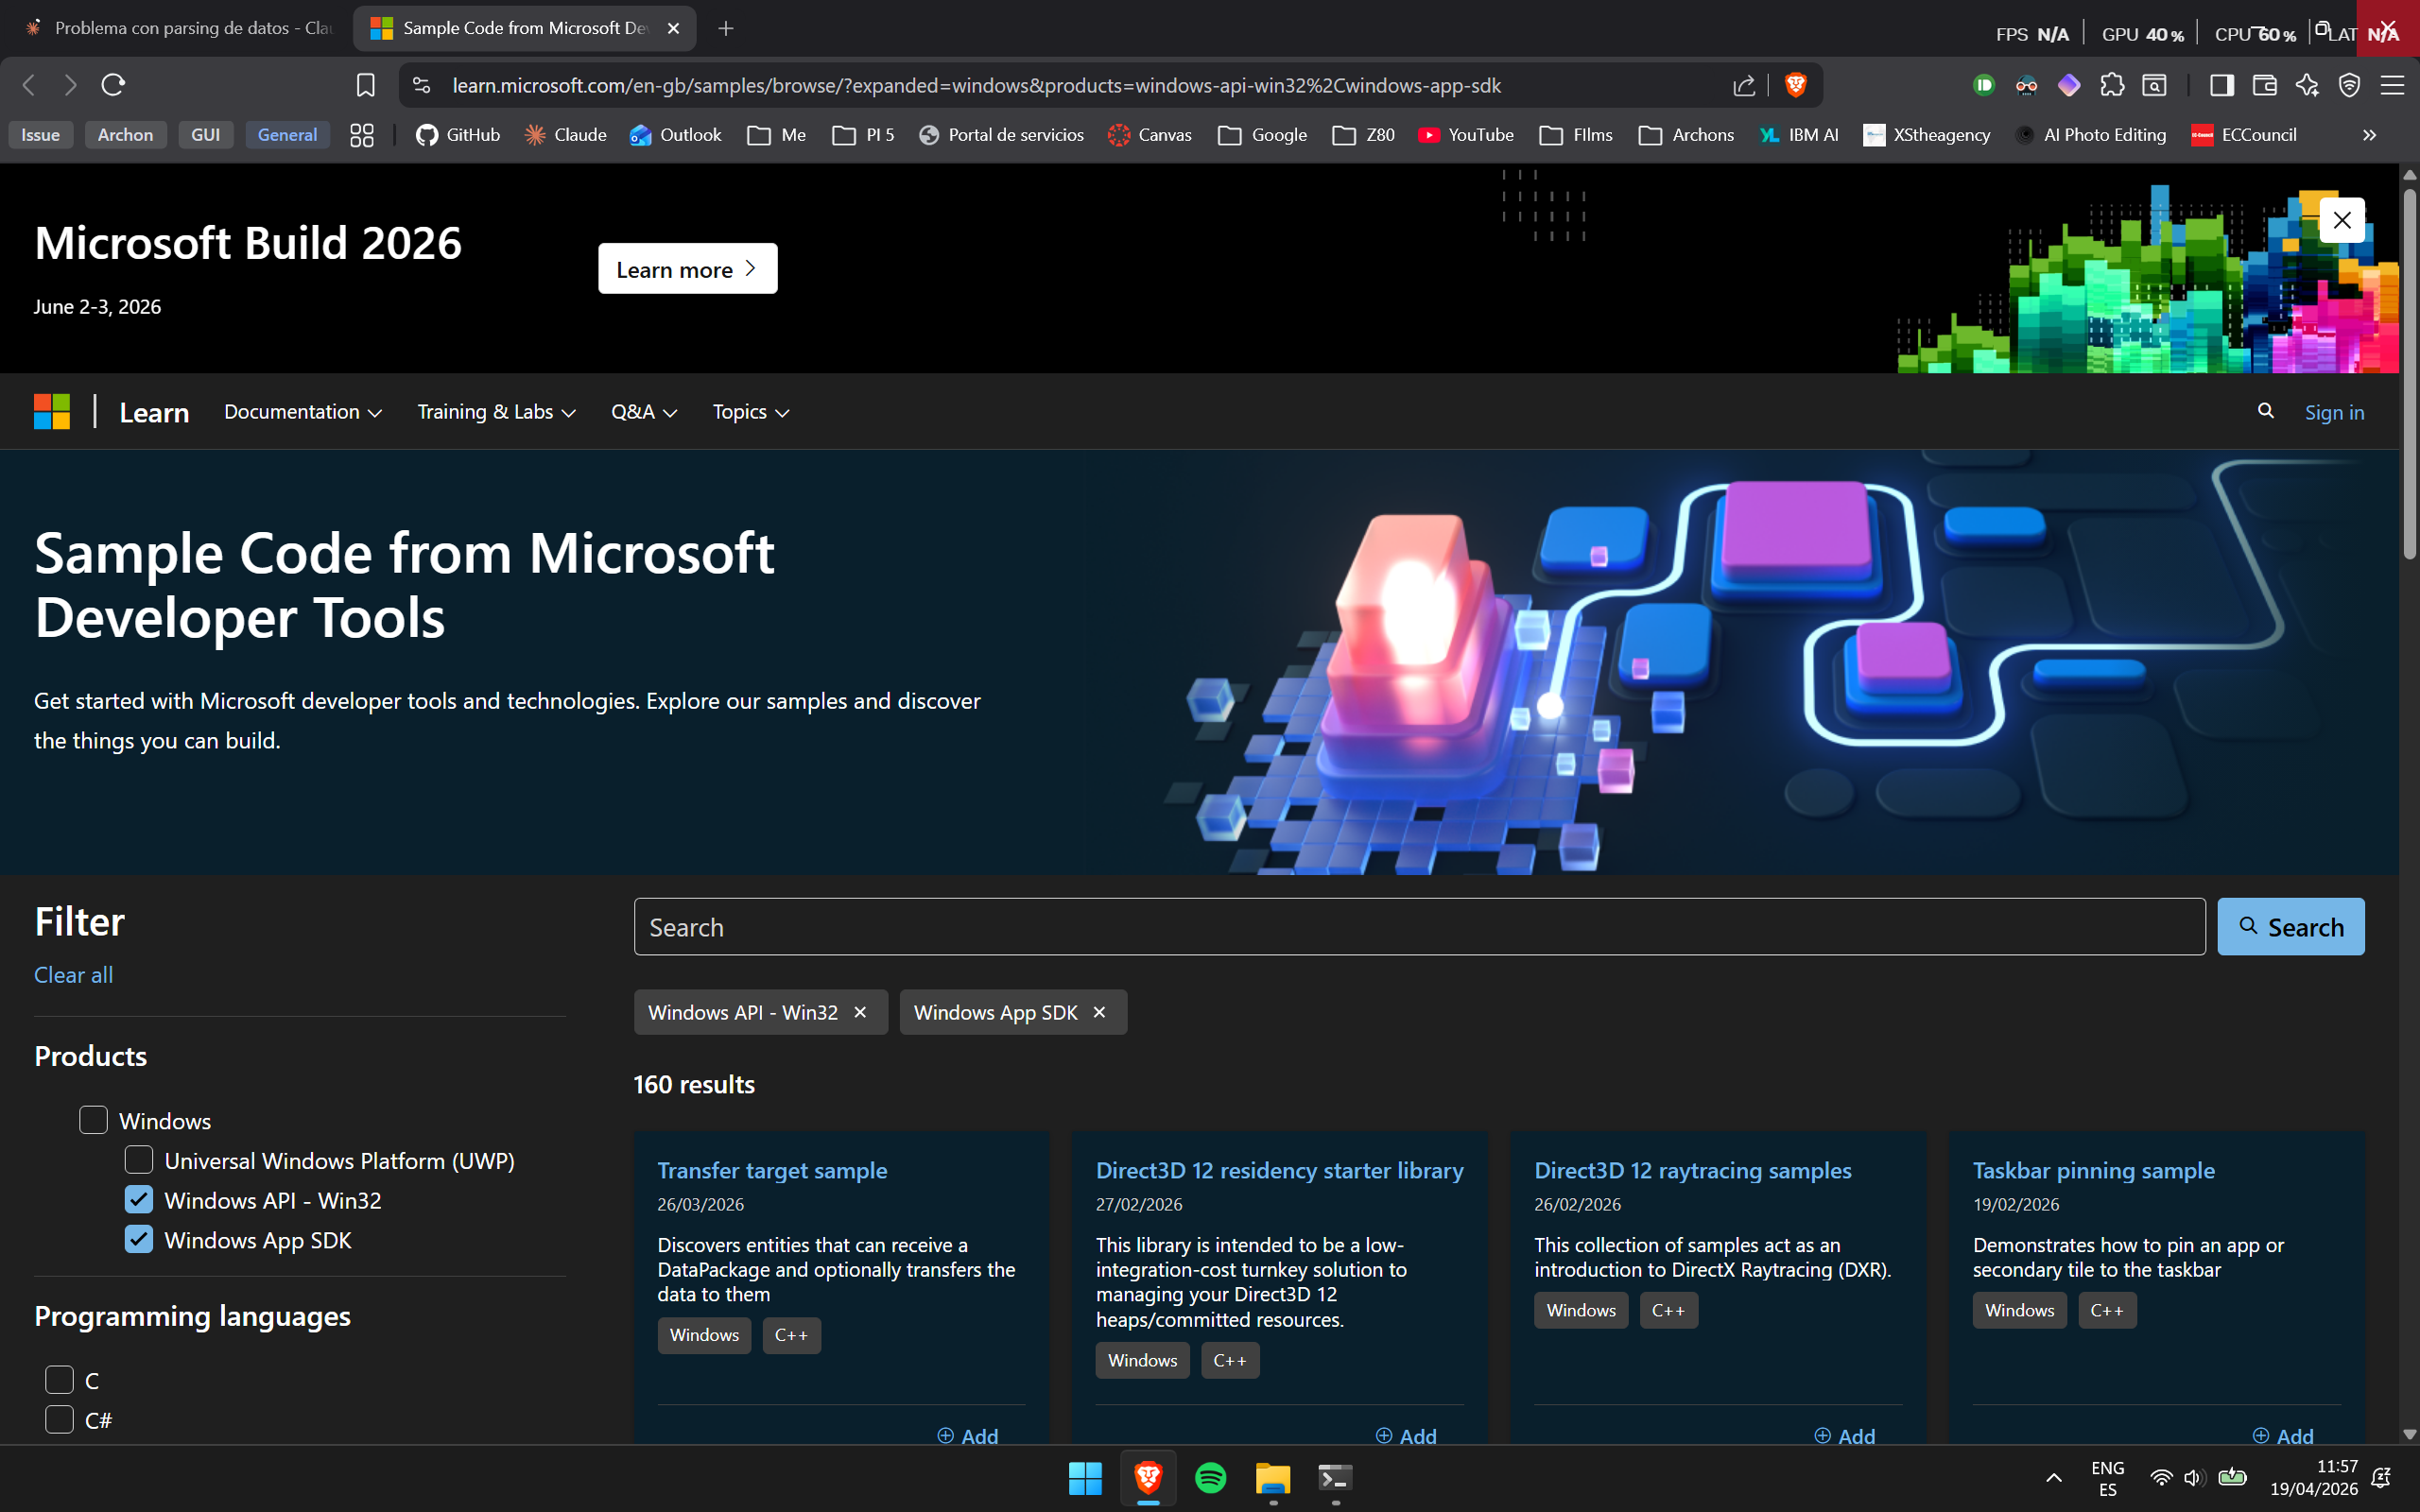 Problema con parsing de datos - Cla
Sample Code from Microsoft De
FPS N/A GPU 40 % CPU 60 % LAT N/A
learn.microsoft.com/en-gb/samples/browse/?expanded=windows&products=windows-api-win32%2Cwindows-app-sdk
Issue Archon GUI General GitHub Claude Outlook Me PI 5 Portal de servicios Canvas Google Z80 YouTube FIlms Archons IBM AI XStheagency AI Photo Editing ECCouncil
Microsoft Build 2026
June 2-3, 2026
Learn more
Learn Documentation Training & Labs Q&A Topics Sign in
Sample Code from Microsoft
Developer Tools
Get started with Microsoft developer tools and technologies. Explore our samples and discover
the things you can build.
Filter
Clear all
Products
Windows
Universal Windows Platform (UWP)
Windows API - Win32
Windows App SDK
Programming languages
C
C#
Search
Search
Windows API - Win32 Windows App SDK
160 results
Transfer target sample
26/03/2026
Discovers entities that can receive a
DataPackage and optionally transfers the
data to them
Windows C++
Add
Direct3D 12 residency starter library
27/02/2026
This library is intended to be a low-
integration-cost turnkey solution to
managing your Direct3D 12
heaps/committed resources.
Windows C++
Add
Direct3D 12 raytracing samples
26/02/2026
This collection of samples act as an
introduction to DirectX Raytracing (DXR).
Windows C++
Add
Taskbar pinning sample
19/02/2026
Demonstrates how to pin an app or
secondary tile to the taskbar
Windows C++
Add
ENG
ES
11:57
19/04/2026